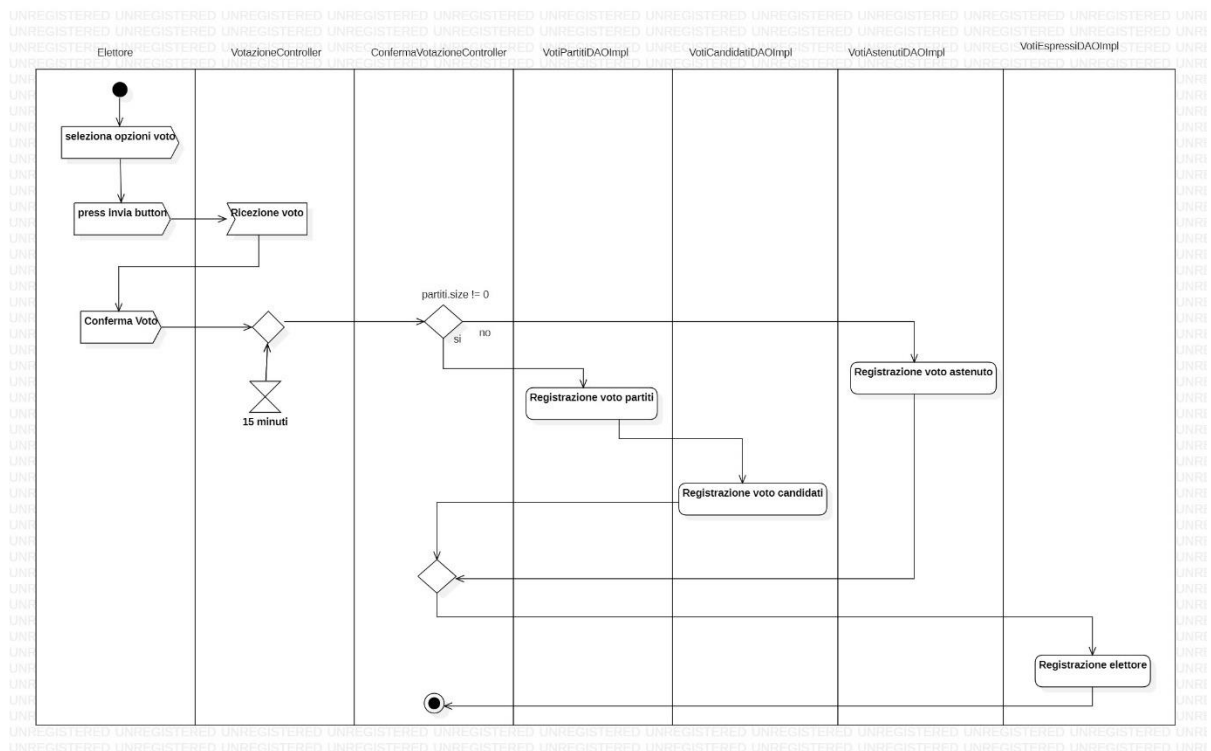 UNREGISTERED UNREGISTERED UNREGISTERED UNREGISTERED UNREGISTERED UNREGISTERED UNREGISTERED UNREGISTERED UNREGISTERED UNREGISTERED UNREGISTERED
Elettore
VotazioneController
ConfermaVotazioneController
VotiPartitiDAOImpl
VotiCandidatiDAOImpl
VotiAstenutiDAOImpl
VotiEspressiDAOImpl
seleziona opzioni voto
press invia button
Ricezione voto
partiti.size != 0
Conferma Voto
si
no
Registrazione voto astenuto
Registrazione voto partiti
15 minuti
Registrazione voto candidati
Registrazione elettore